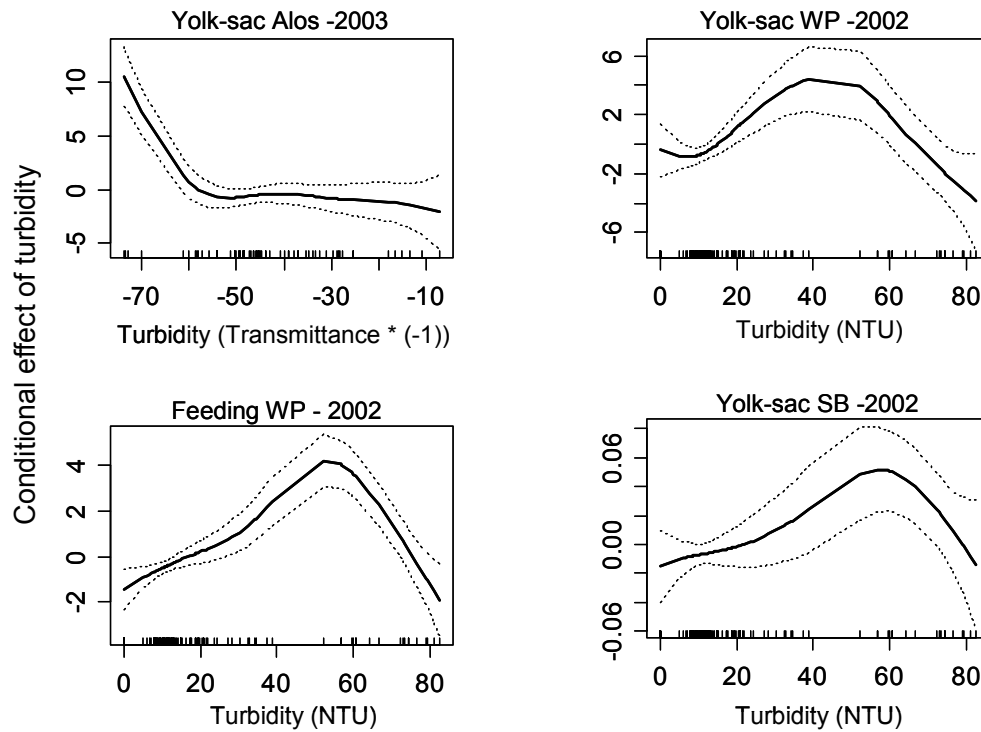 Conditional effect of turbidity
Yolk-sac Alos -2003
10
5
0
-5
-70 -50 -30 -10
Turbidity (Transmittance * (-1))
Yolk-sac WP -2002
6
2
-2
-6
0 20 40 60 80
Turbidity (NTU)
Feeding WP - 2002
4
2
0
-2
0 20 40 60 80
Turbidity (NTU)
Yolk-sac SB -2002
0.06
0.00
-0.06
0 20 40 60 80
Turbidity (NTU)